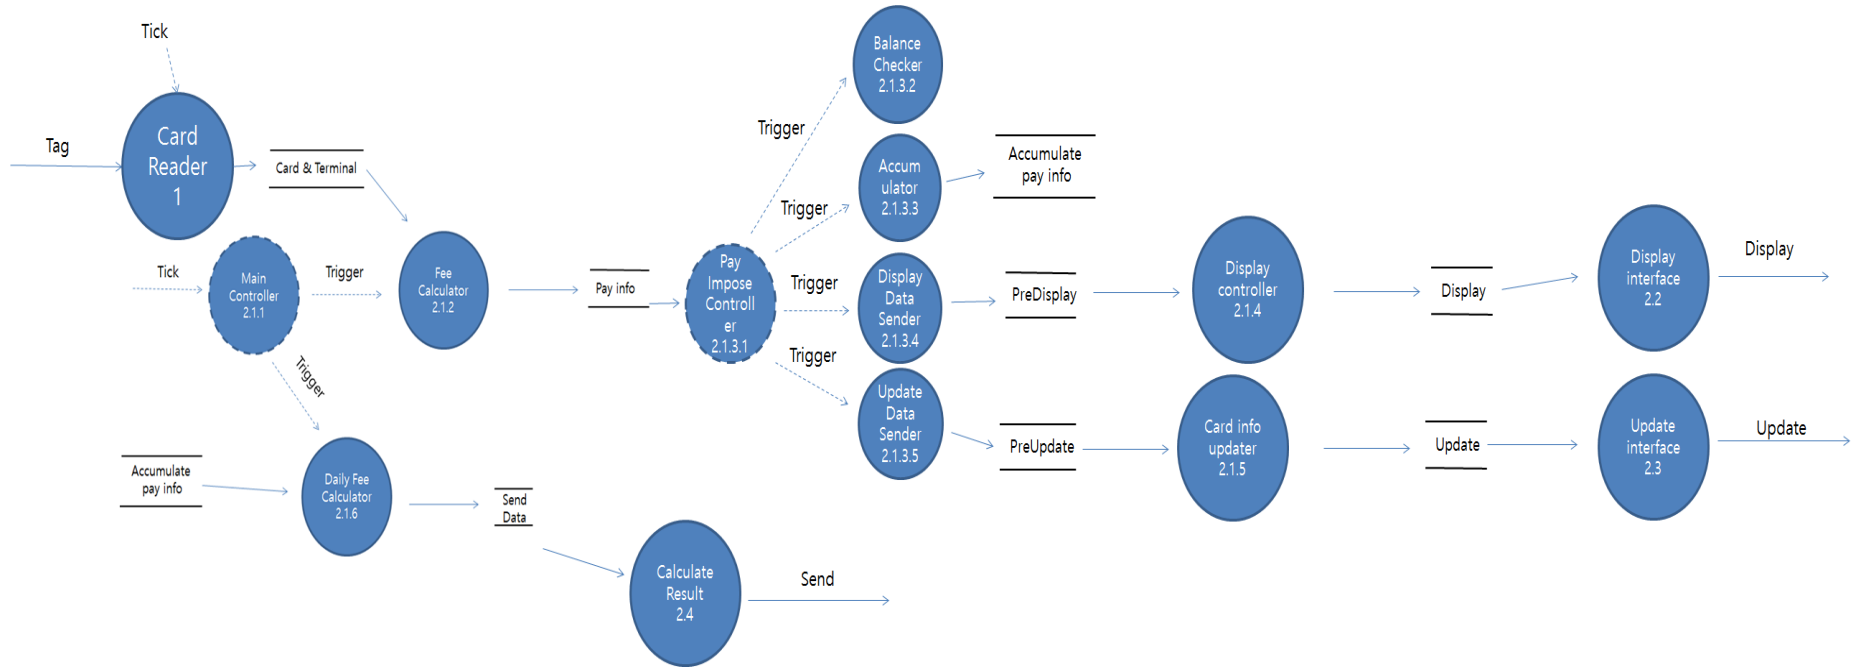 Tick
Tag
Card
Reader
1
Card & Terminal
Tick
Main
Controller
2.1.1
Trigger
Fee
Calculator
2.1.2
Pay info
Pay
Impose
Controll
er
2.1.3.1
Trigger
Trigger
Trigger
Trigger
Balance
Checker
2.1.3.2
Accum
ulator
2.1.3.3
Accumulate
pay info
Display
Data
Sender
2.1.3.4
PreDisplay
Display
controller
2.1.4
Display
Display
interface
2.2
Display
Update
Data
Sender
2.1.3.5
PreUpdate
Card info
updater
2.1.5
Update
Update
interface
2.3
Update
Trigger
Accumulate
pay info
Daily Fee
Calculator
2.1.6
Send
Data
Calculate
Result
2.4
Send